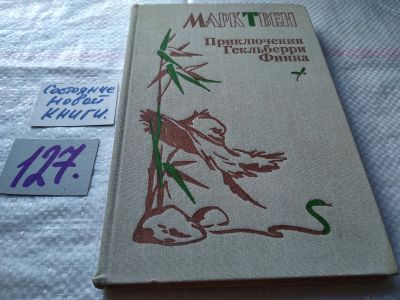 МАРК ТВЕН
Приключения
Гекльберри
Финна
Состояние
новой
книги.
127.